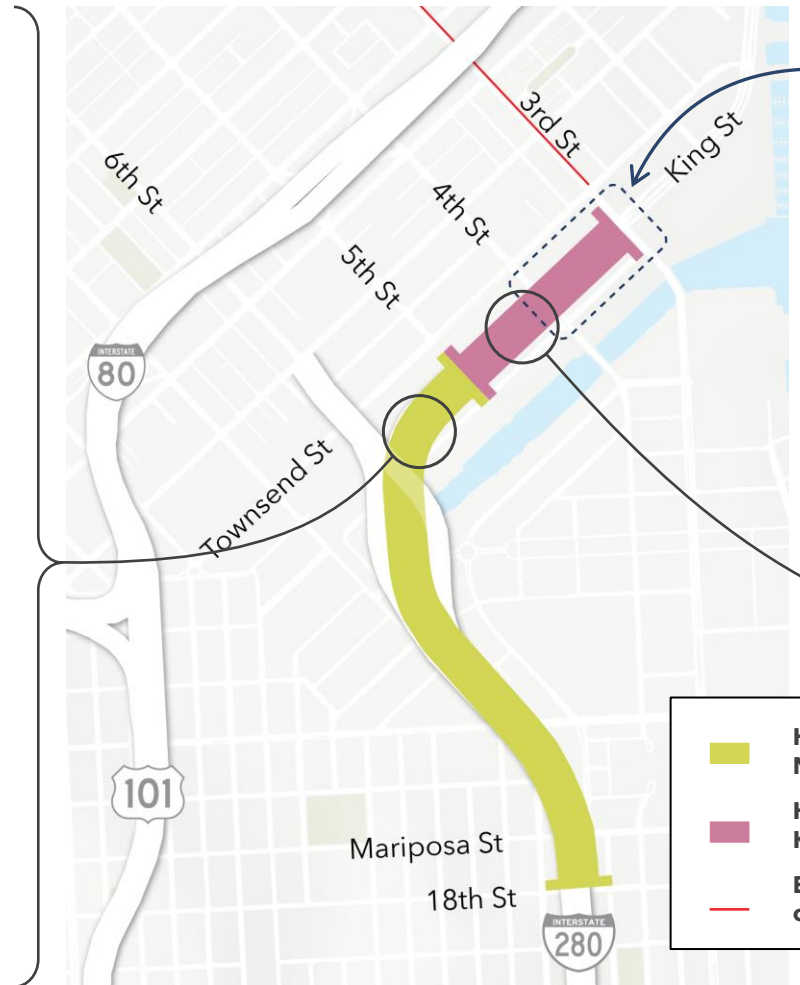 3rd St
King St
6th St
4th St
5th St
INTERSTATE
80
Townsend St
101
Mariposa St
18th St
INTERSTATE
280